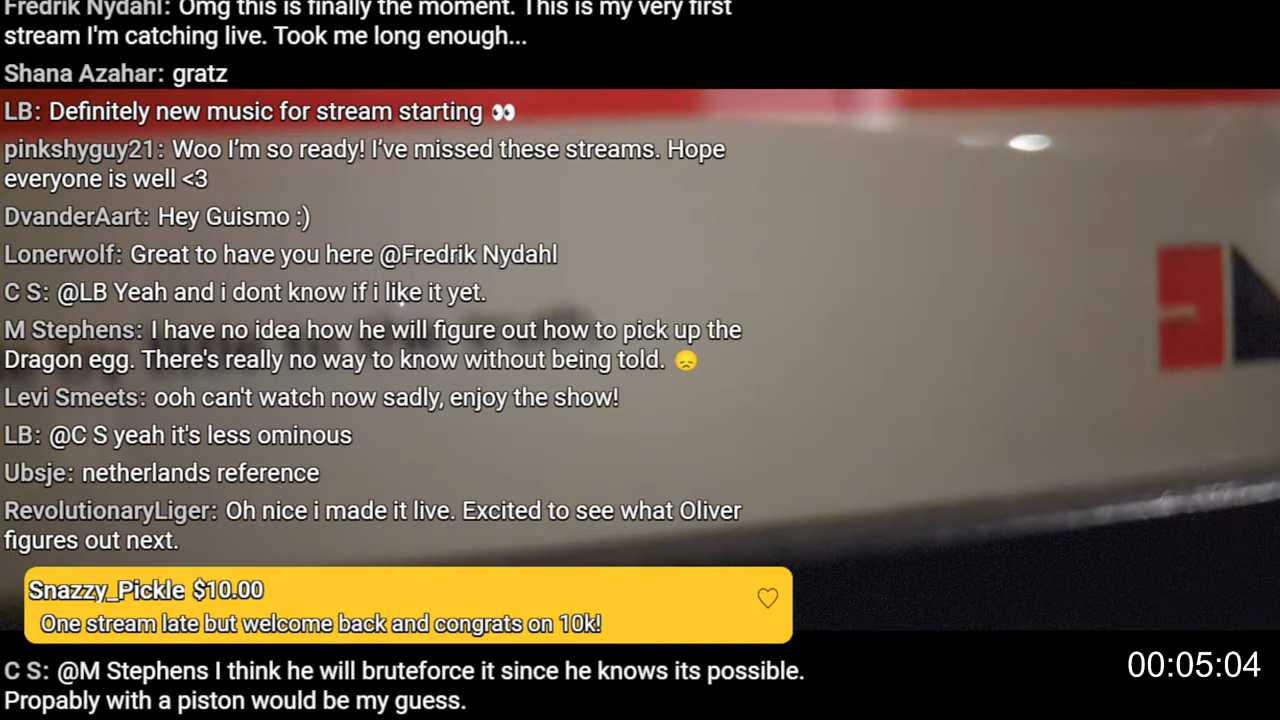 Fredrik Nydahl: Omg this is finally the moment. This is my very first
stream I'm catching live. Took me long enough...
Shana Azahar: gratz
LB: Definitely new music for stream starting 👀
pinkshyguy21: Woo I’m so ready! I’ve missed these streams. Hope
everyone is well <3
DvanderAart: Hey Guismo :)
Lonerwolf: Great to have you here @Fredrik Nydahl
C S: @LB Yeah and i dont know if i like it yet.
M Stephens: I have no idea how he will figure out how to pick up the
Dragon egg. There's really no way to know without being told. 😞
Levi Smeets: ooh can't watch now sadly, enjoy the show!
LB: @C S yeah it's less ominous
Ubsje: netherlands reference
RevolutionaryLiger: Oh nice i made it live. Excited to see what Oliver
figures out next.
Snazzy_Pickle $10.00
One stream late but welcome back and congrats on 10k!
C S: @M Stephens I think he will bruteforce it since he knows its possible.
Propably with a piston would be my guess.
00:05:04